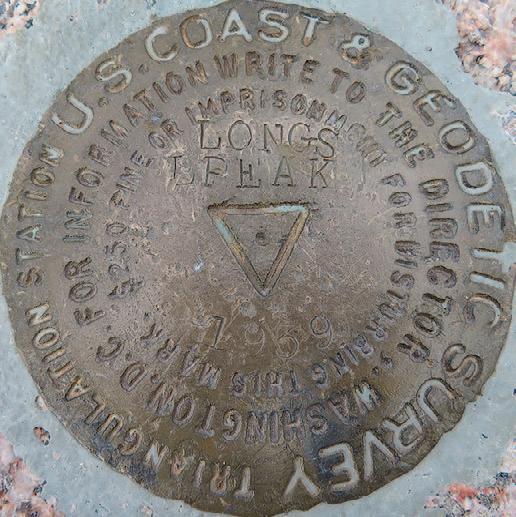 U.S. COAST & GEODETIC SURVEY
TRIANGULATION STATION
FOR INFORMATION WRITE TO THE DIRECTOR, WASHINGTON, D.C.
$250 FINE OR IMPRISONMENT FOR DISTURBING THIS MARK
LONGS
PEAK
1959